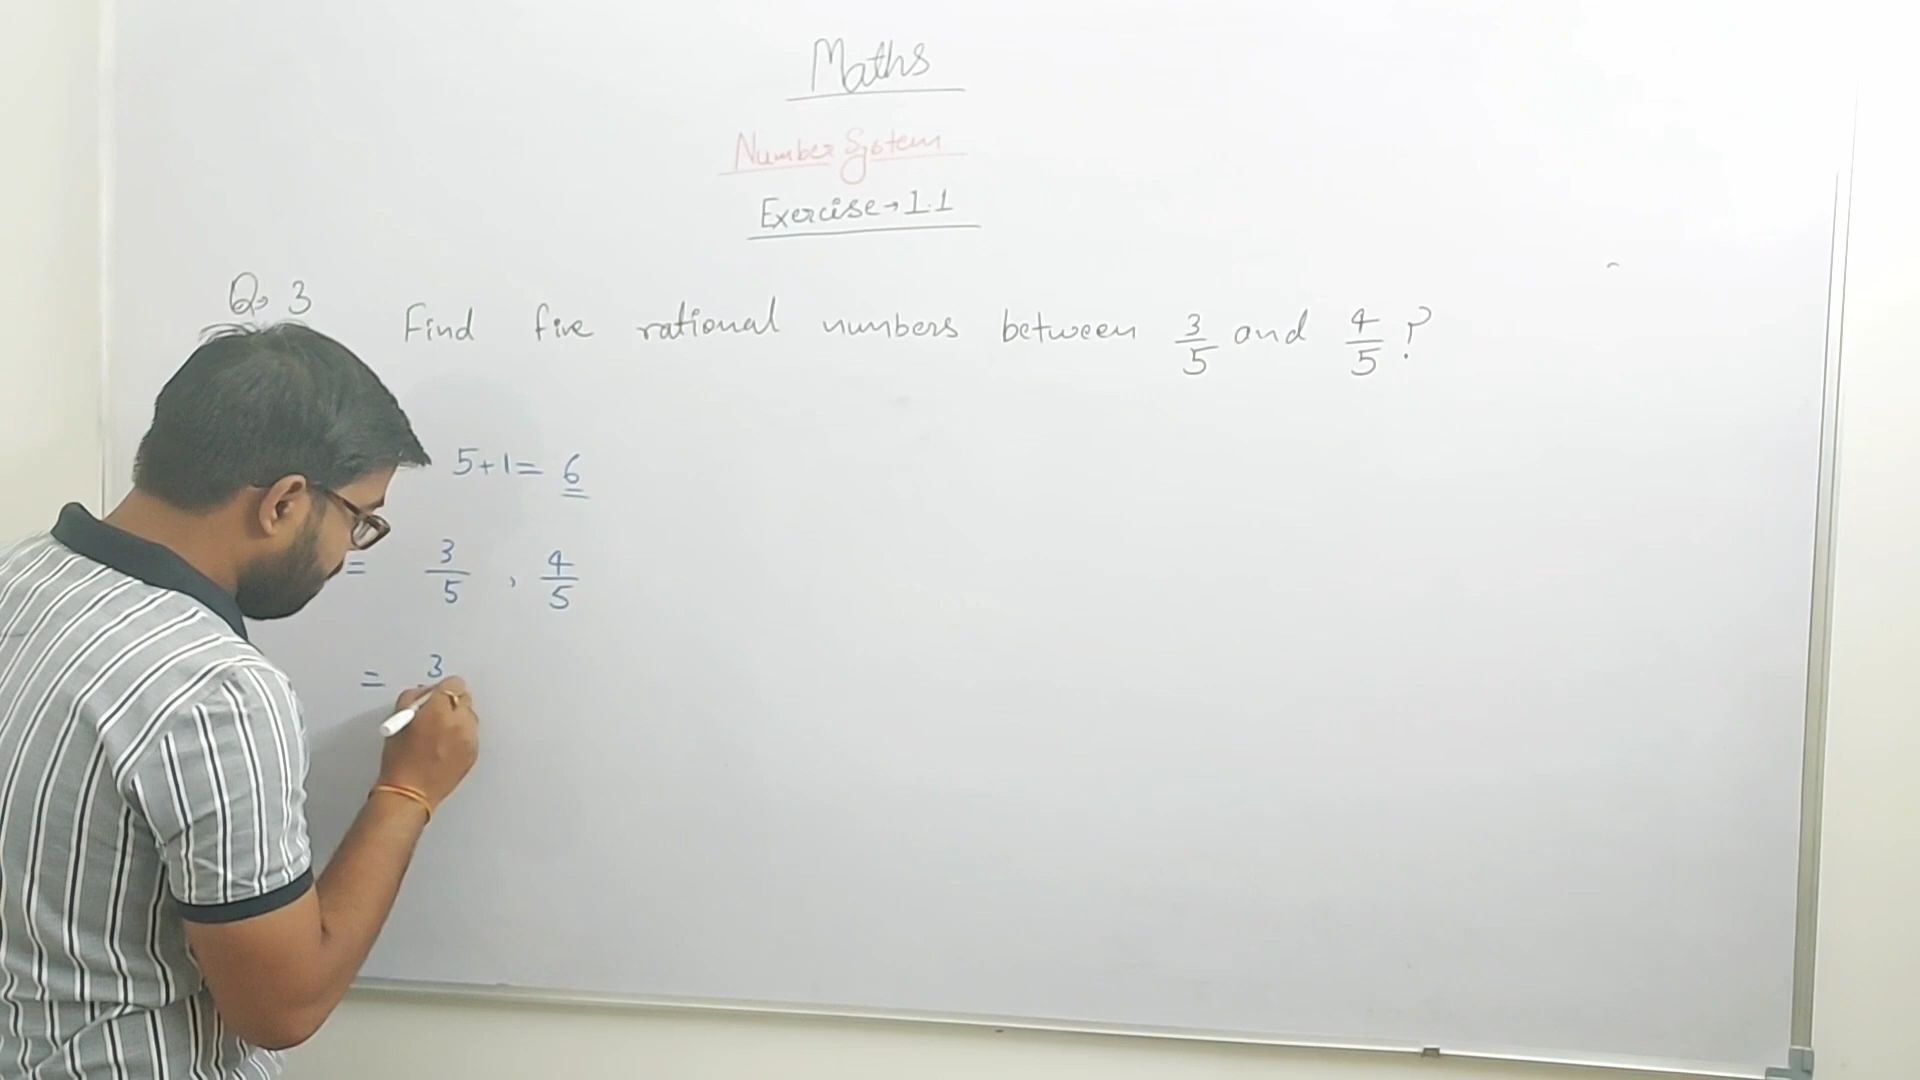 Maths
Number System
Exercise → 1.1
Q. 3 Find five rational numbers between 3/5 and 4/5 ?
5+1= 6
= 3/5 , 4/5
= 3